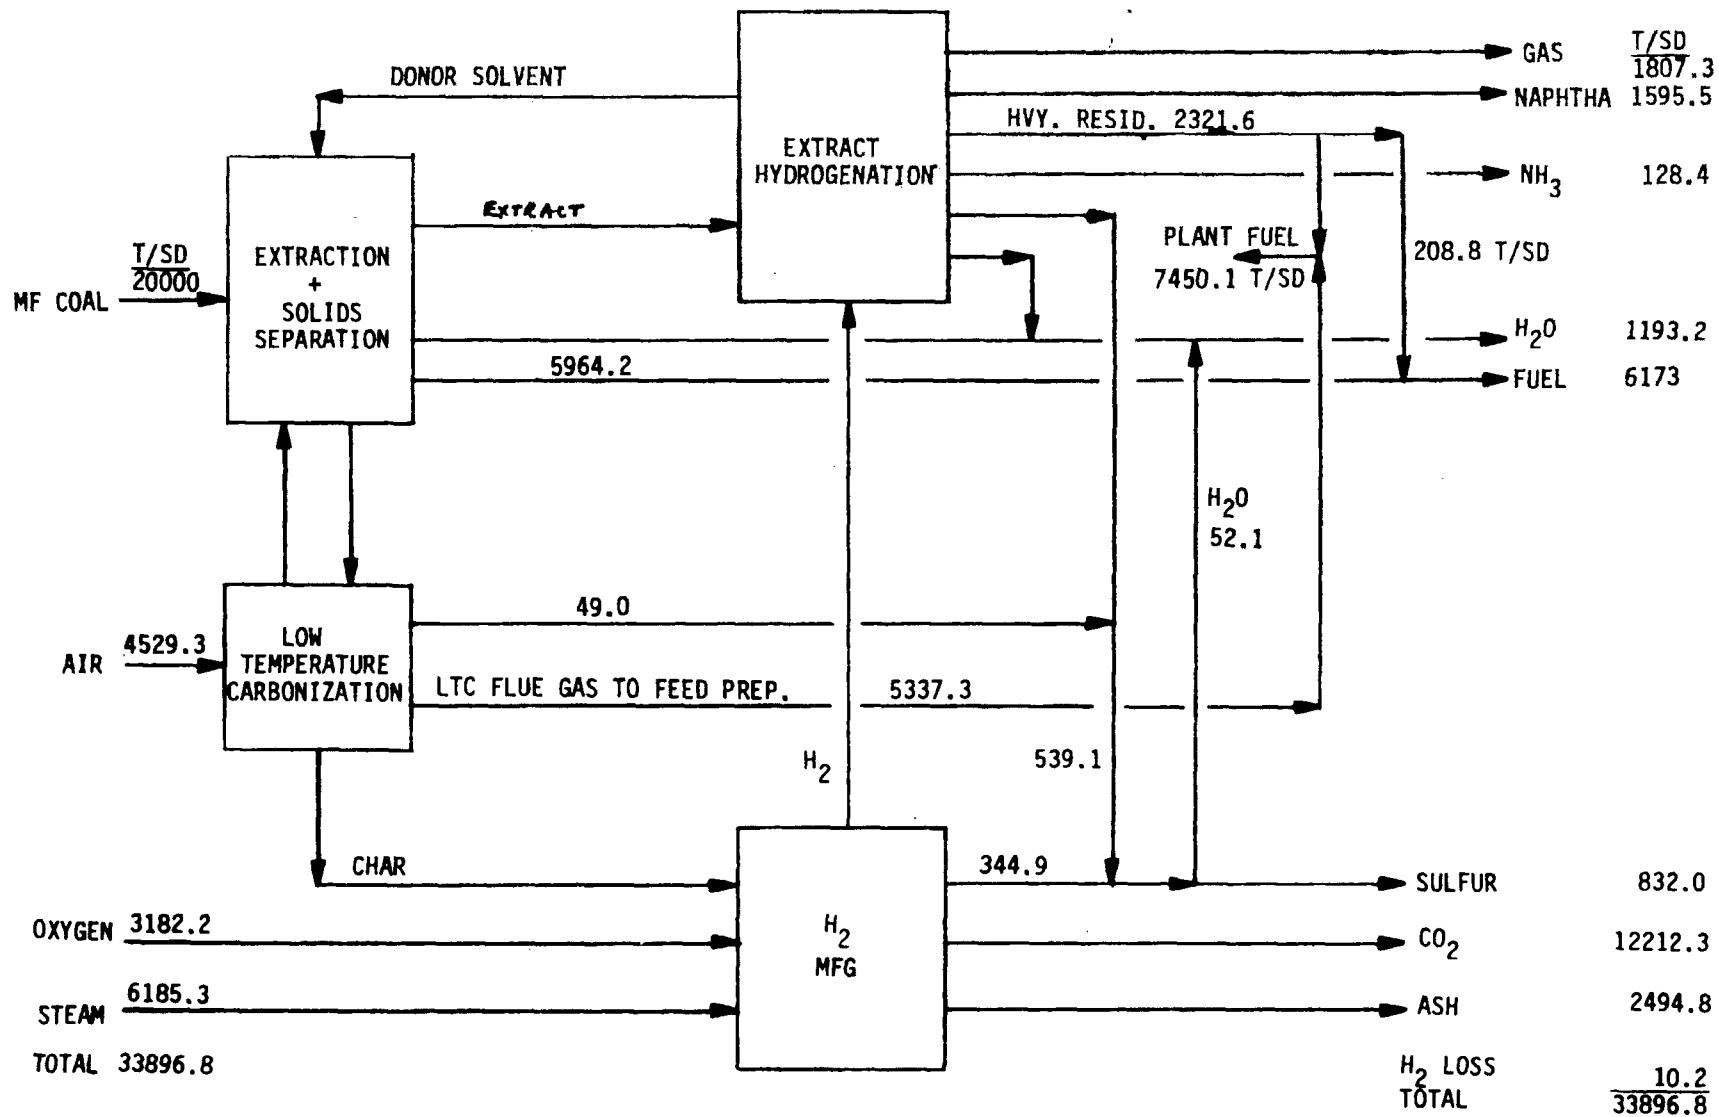 GAS
T/SD
1807.3
NAPHTHA 1595.5
DONOR SOLVENT
HVY. RESID. 2321.6
EXTRACT
HYDROGENATION
NH3 128.4
EXTRACT
PLANT FUEL
7450.1 T/SD
208.8 T/SD
T/SD
20000
MF COAL
EXTRACTION
+
SOLIDS
SEPARATION
H2O 1193.2
5964.2
FUEL 6173
H2O
52.1
49.0
AIR 4529.3
LOW
TEMPERATURE
CARBONIZATION
LTC FLUE GAS TO FEED PREP. 5337.3
H2
539.1
CHAR
344.9
SULFUR 832.0
OXYGEN 3182.2
H2
MFG
CO2 12212.3
STEAM 6185.3
ASH 2494.8
TOTAL 33896.8
H2 LOSS 10.2
TOTAL 33896.8